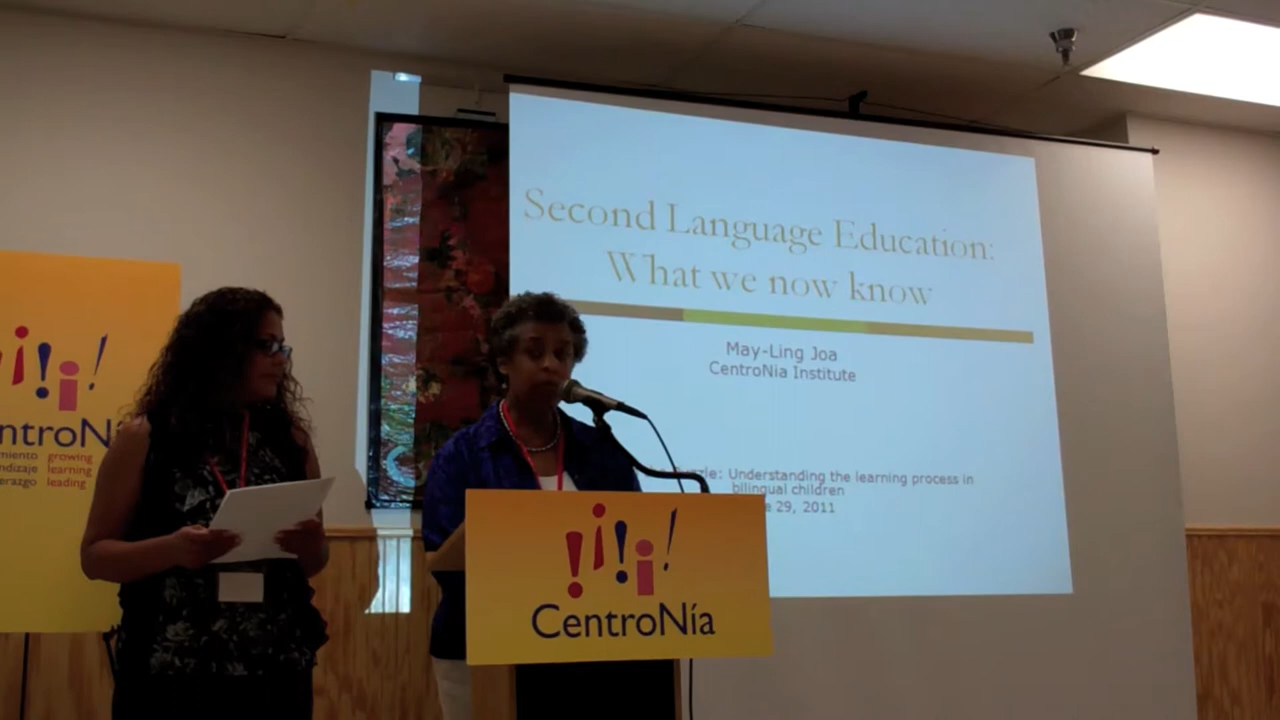 Second Language Education:
What we now know
May-Ling Joa
CentroNia Institute
: Understanding the learning process in
bilingual children
29, 2011
CentroNía
growing
learning
leading
CentroNía